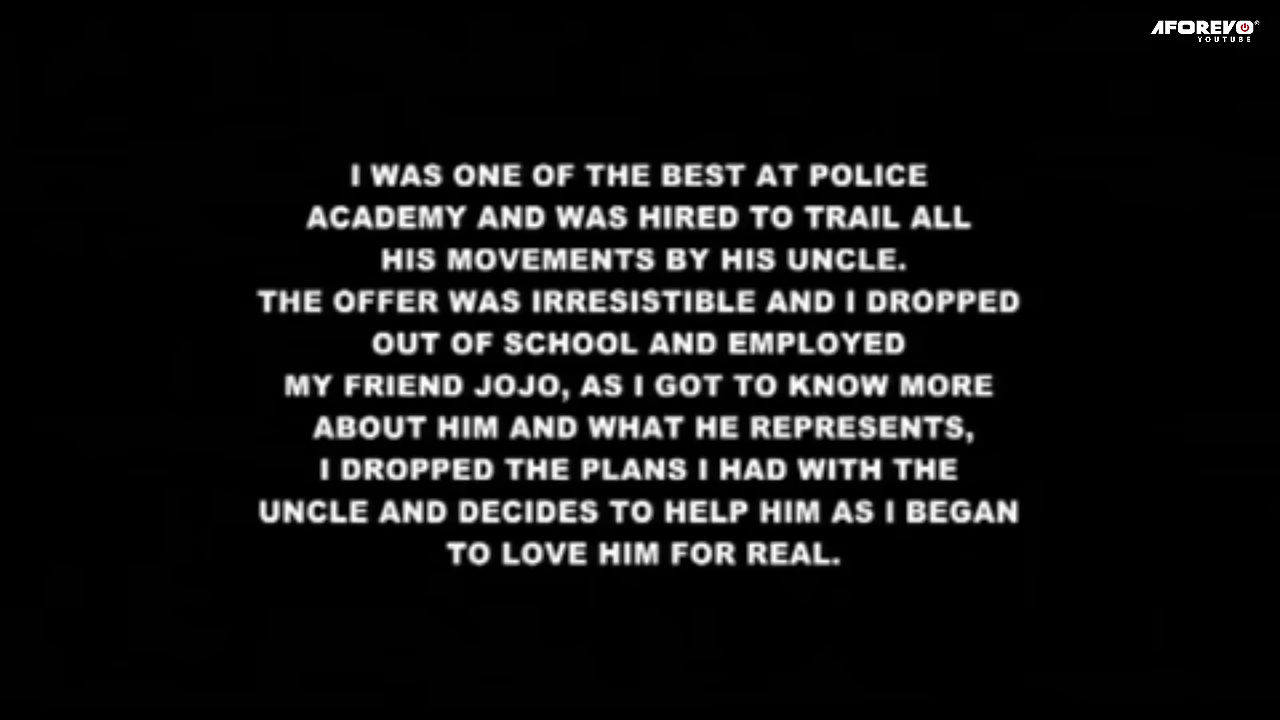 AFOREVO
YOUTUBE
I WAS ONE OF THE BEST AT POLICE
ACADEMY AND WAS HIRED TO TRAIL ALL
HIS MOVEMENTS BY HIS UNCLE.
THE OFFER WAS IRRESISTIBLE AND I DROPPED
OUT OF SCHOOL AND EMPLOYED
MY FRIEND JOJO, AS I GOT TO KNOW MORE
ABOUT HIM AND WHAT HE REPRESENTS,
I DROPPED THE PLANS I HAD WITH THE
UNCLE AND DECIDES TO HELP HIM AS I BEGAN
TO LOVE HIM FOR REAL.